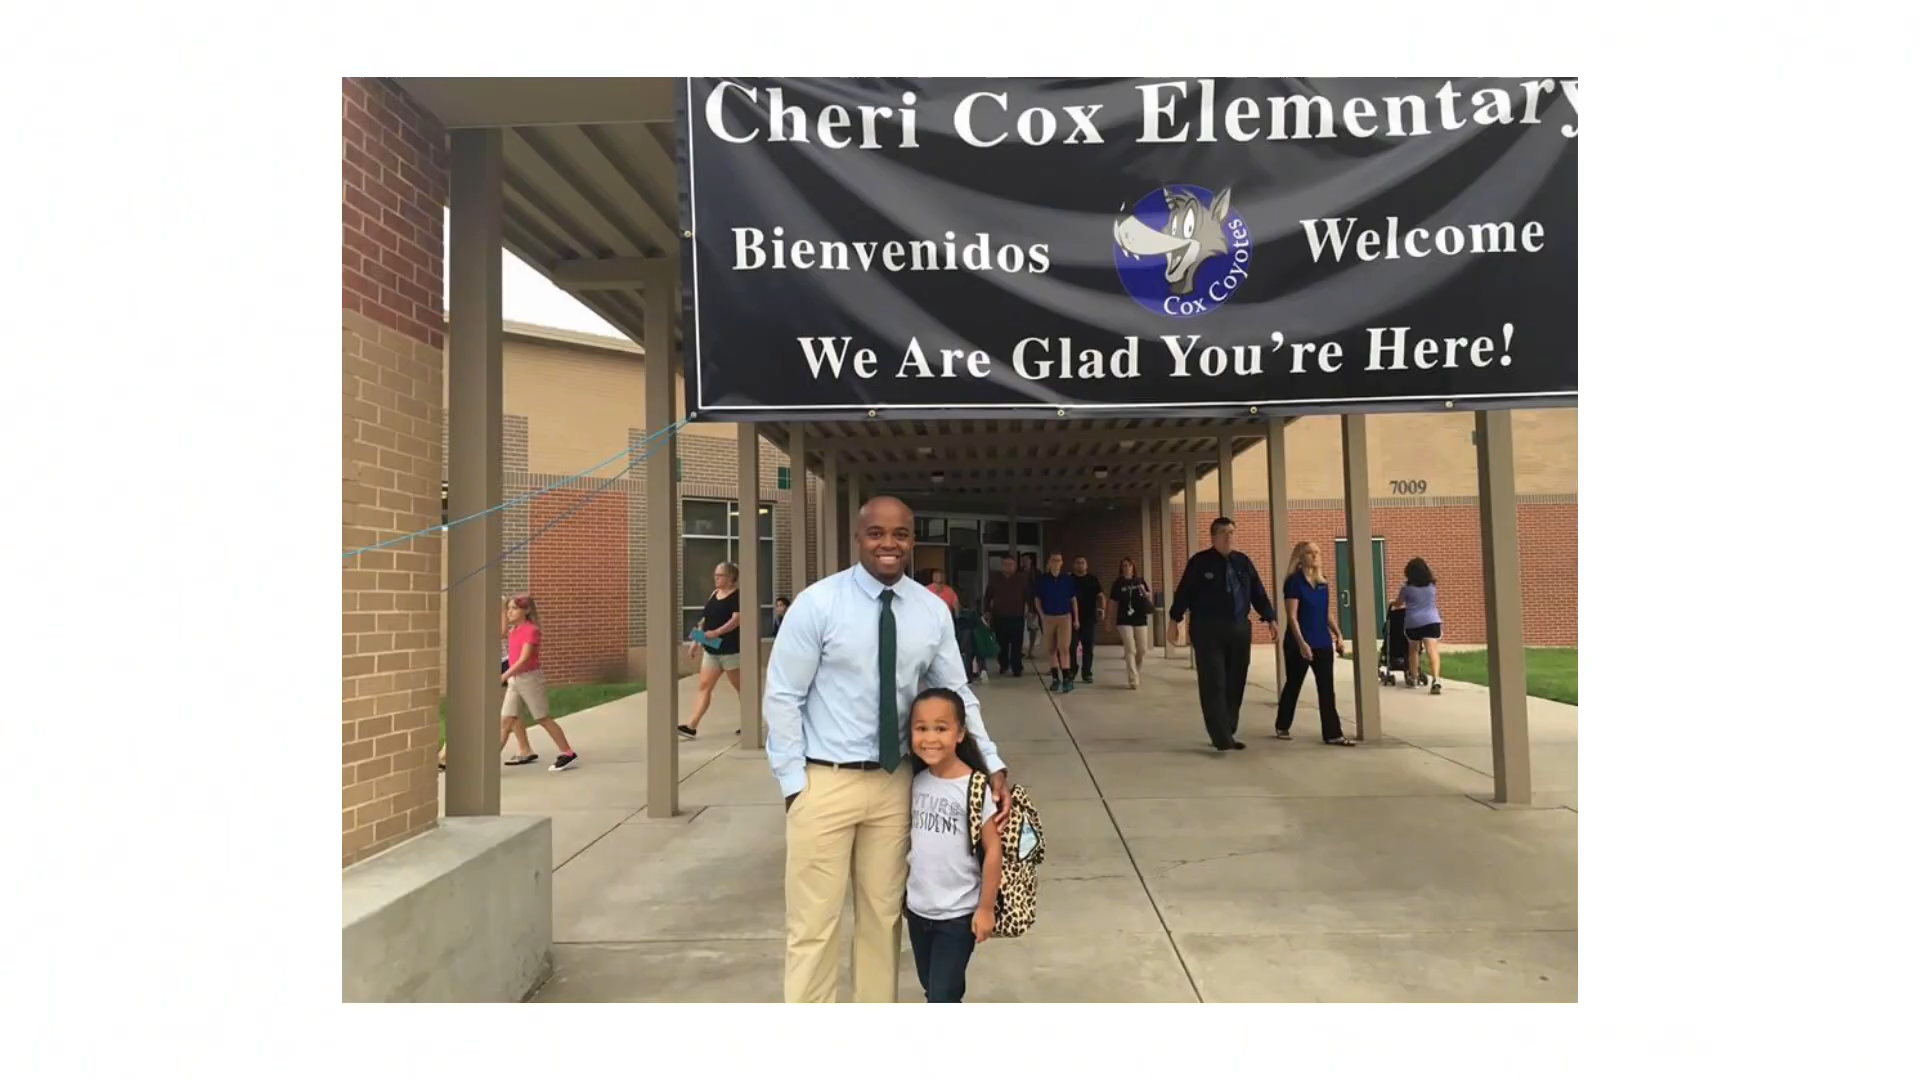 Cheri Cox Elementary
Bienvenidos
Welcome
Cox Coyotes
We Are Glad You're Here!
7009